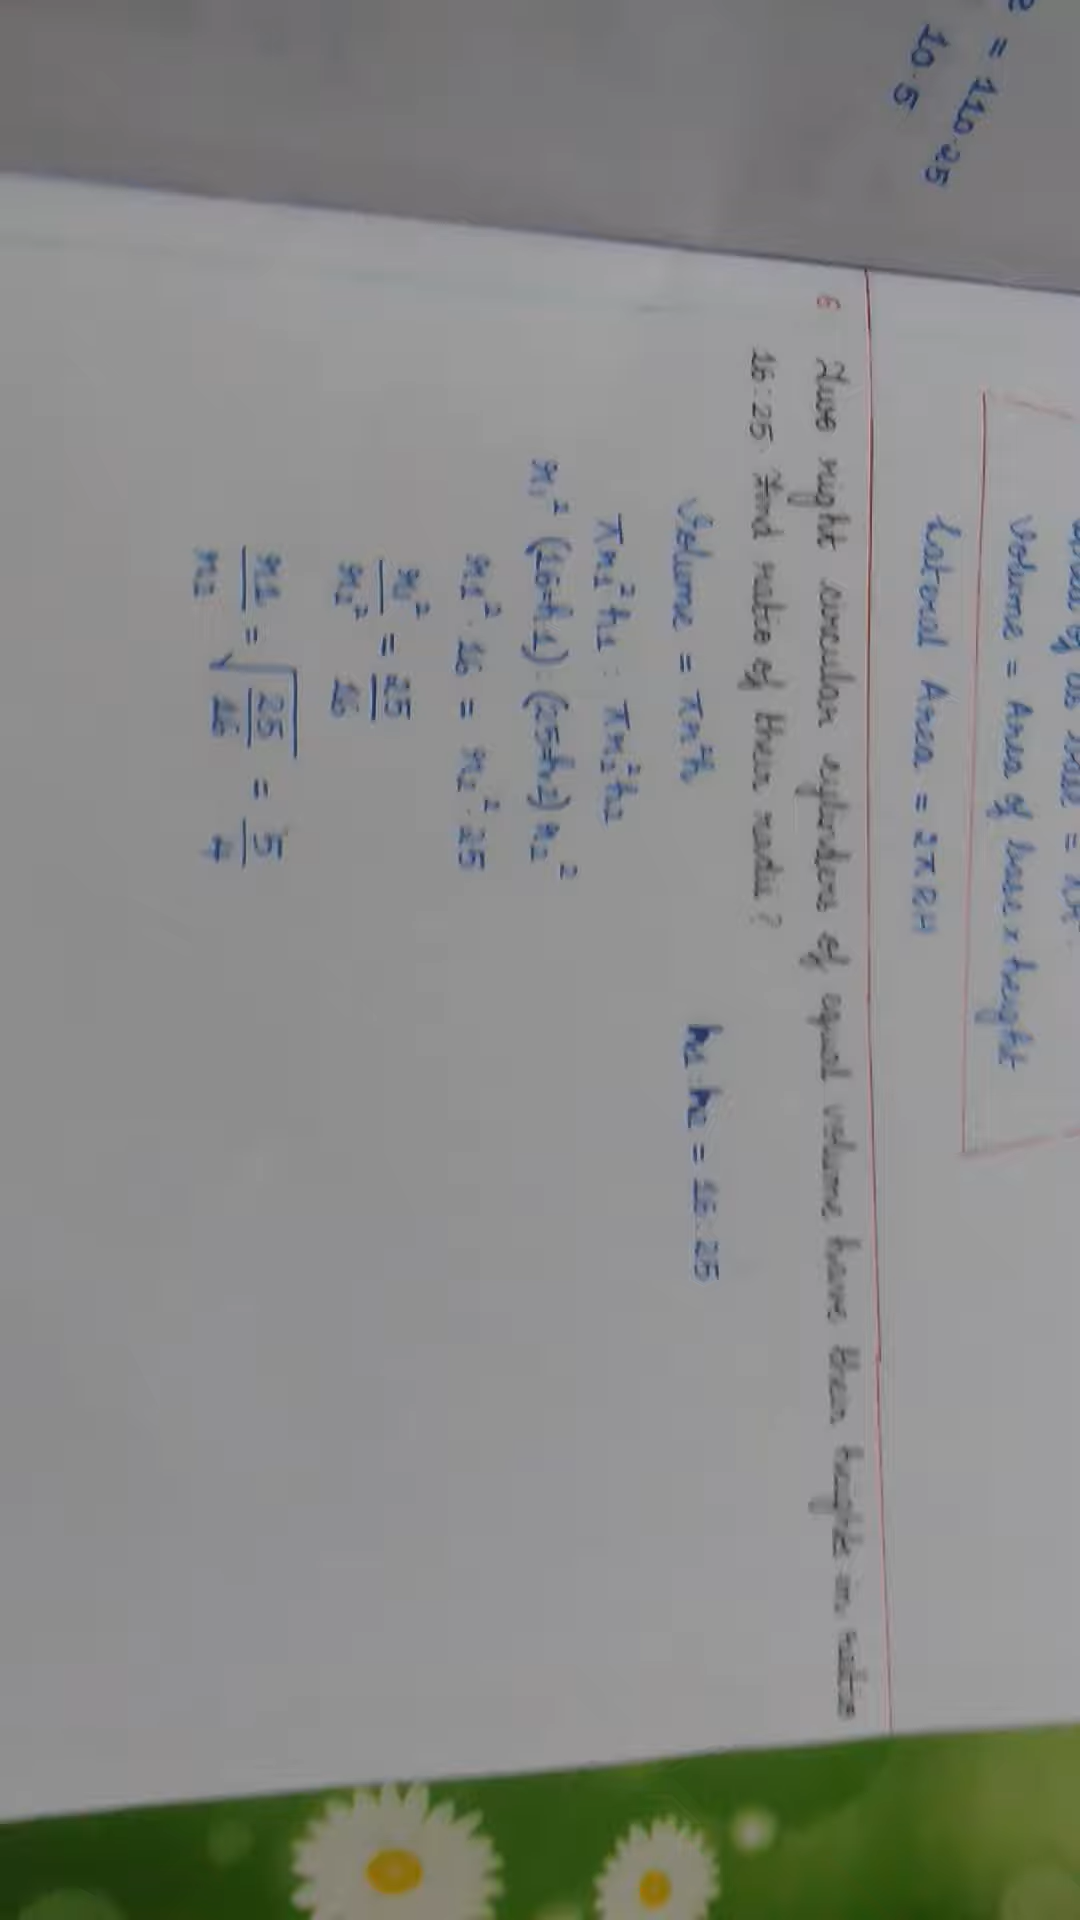 = 110.25
10.5
Volume = Area of base x height
Lateral Area = 2πRH
6 Two right circular cylinders of equal volume have their heights in ratio
16:25. Find ratio of their radii?
Volume = πr²h h1:h2 = 16:25
πr1²h1 : πr2²h2
r1² (16=h1) : (25=h2) r2²
r1² · 16 = r2² · 25
r1²/r2² = 25/16
r1/r2 = √25/16 = 5/4